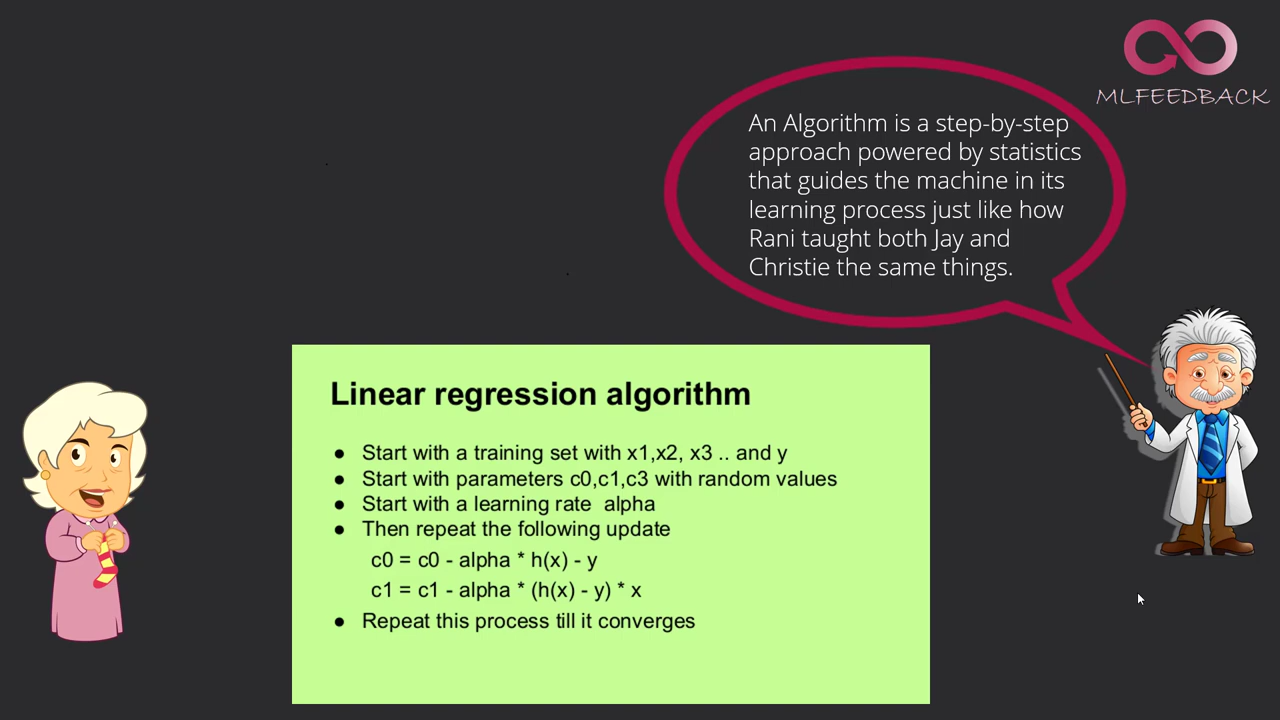 MLFEEDBACK
An Algorithm is a step-by-step
approach powered by statistics
that guides the machine in its
learning process just like how
Rani taught both Jay and
Christie the same things.
Linear regression algorithm
● Start with a training set with x1,x2, x3 .. and y
● Start with parameters c0,c1,c3 with random values
● Start with a learning rate  alpha
● Then repeat the following update
c0 = c0 - alpha * h(x) - y
c1 = c1 - alpha * (h(x) - y) * x
● Repeat this process till it converges